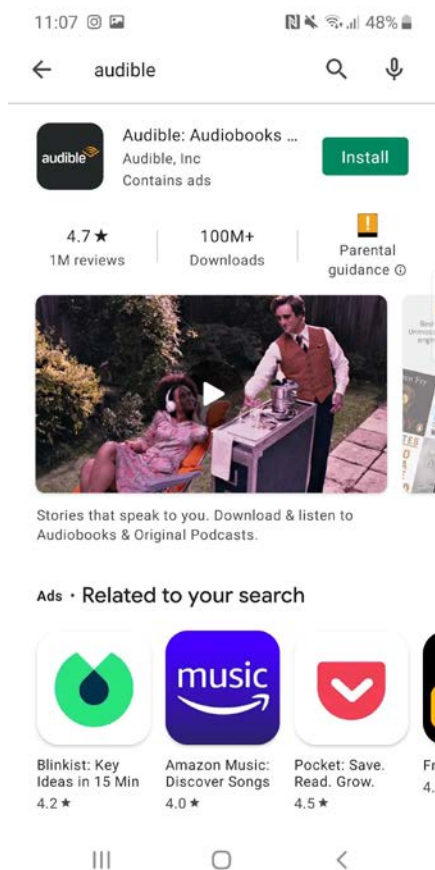 11:07
48%
audible
audible
Audible: Audiobooks ...
Audible, Inc
Contains ads
Install
4.7★
1M reviews
100M+
Downloads
Parental
guidance
Stories that speak to you. Download & listen to
Audiobooks & Original Podcasts.
Ads · Related to your search
music
Blinkist: Key
Ideas in 15 Min
4.2★
Amazon Music:
Discover Songs
4.0★
Pocket: Save.
Read. Grow.
4.5★
Fr
4.